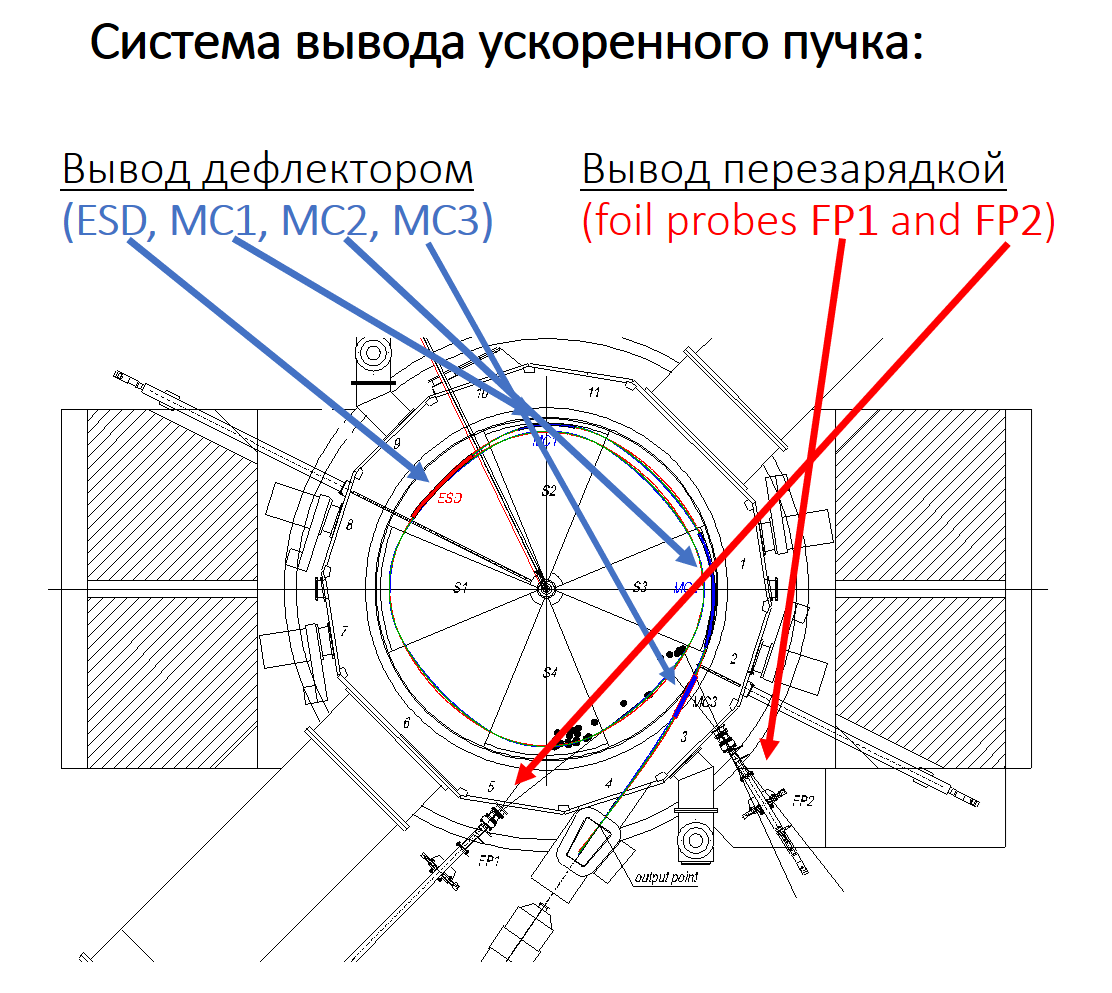 Система вывода ускоренного пучка:
Вывод дефлектором
(ESD, MC1, MC2, MC3)
Вывод перезарядкой
(foil probes FP1 and FP2)
10
11
9
MC1
ESD
S2
8
1
S1
S3
7
2
S4
MC3
6
3
5
4
FP2
FP1
output point